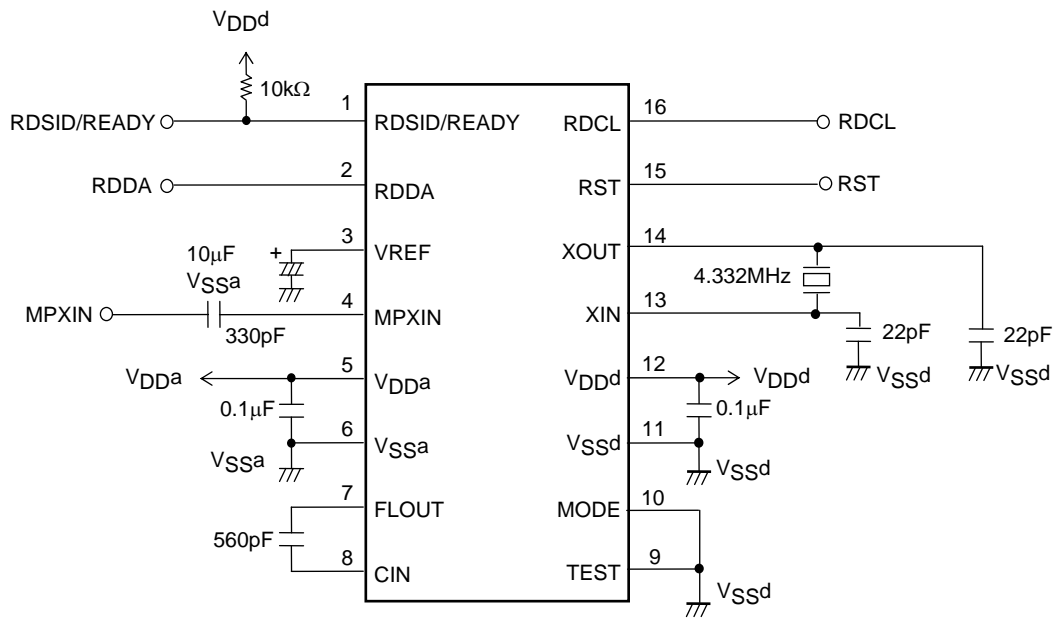 VDDd
10kΩ
1
16
RDSID/READY
RDSID/READY
RDCL
RDCL
2
15
RDDA
RDDA
RST
RST
3
14
10μF
+
VREF
XOUT
VSSa
4.332MHz
4
13
MPXIN
330pF
MPXIN
XIN
22pF
22pF
VSSd
VSSd
5
12
VDDa
VDDa
VDDd
VDDd
0.1μF
0.1μF
6
11
VSSa
VSSa
VSSd
VSSd
7
10
FLOUT
MODE
560pF
8
9
CIN
TEST
VSSd